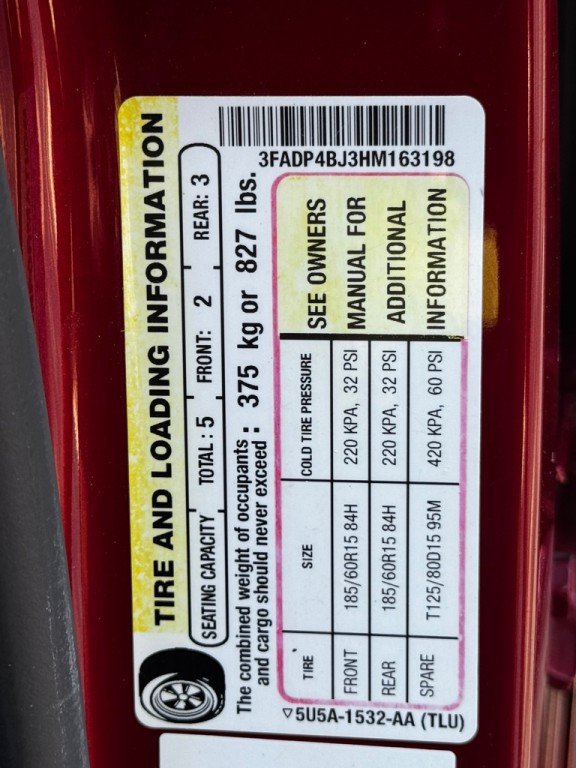 TIRE AND LOADING INFORMATION
SEATING CAPACITY TOTAL : 5 FRONT: 2 REAR: 3
The combined weight of occupants
and cargo should never exceed : 375 kg or 827 lbs.
TIRE SIZE COLD TIRE PRESSURE
FRONT 185/60R15 84H 220 KPA, 32 PSI
REAR 185/60R15 84H 220 KPA, 32 PSI
SPARE T125/80D15 95M 420 KPA, 60 PSI
SEE OWNERS
MANUAL FOR
ADDITIONAL
INFORMATION
3FADP4BJ3HM163198
▽5U5A-1532-AA (TLU)